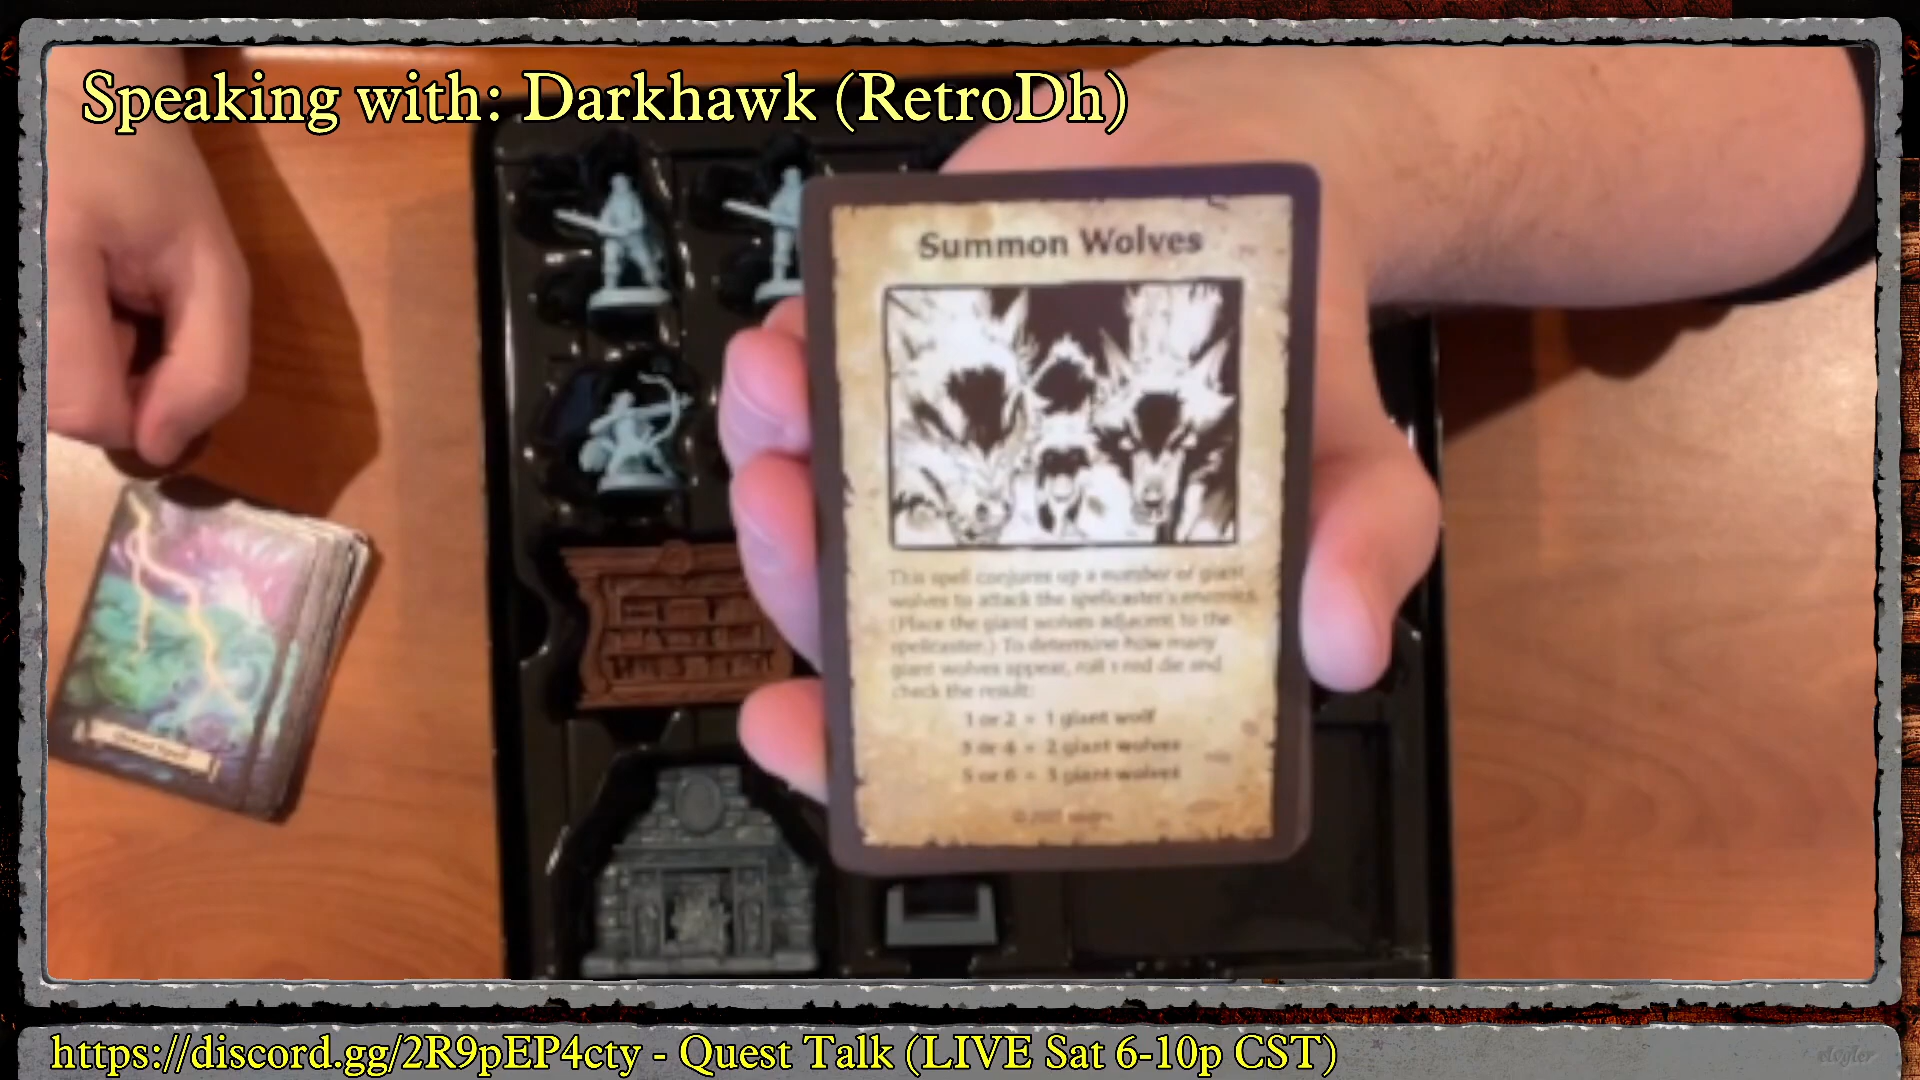 Speaking with: Darkhawk (RetroDh)
Summon Wolves
This spell conjures up a number of giant
wolves to attack the spellcaster's enemies.
(Place the giant wolves adjacent to the
spellcaster.) To determine how many
giant wolves appear, roll 1 red die and
check the result:
1 or 2 = 1 giant wolf
3 or 4 = 2 giant wolves
5 or 6 = 3 giant wolves
https://discord.gg/2R9pEP4cty - Quest Talk (LIVE Sat 6-10p CST)